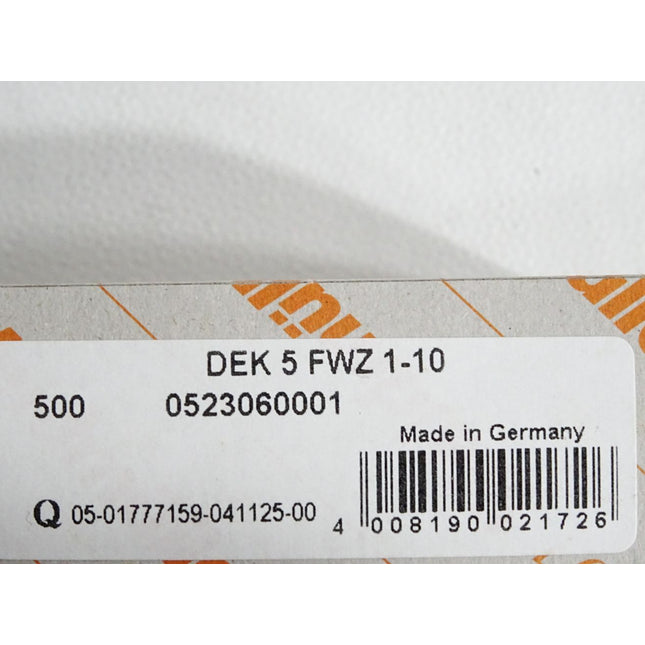 DEK 5 FWZ 1-10
500 0523060001
Made in Germany
Q 05-01777159-041125-00
4 008190 021726